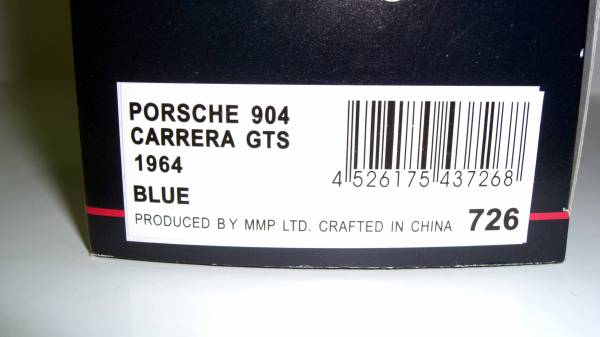 PORSCHE 904
CARRERA GTS
1964
BLUE
4 526175 437268
PRODUCED BY MMP LTD. CRAFTED IN CHINA 726